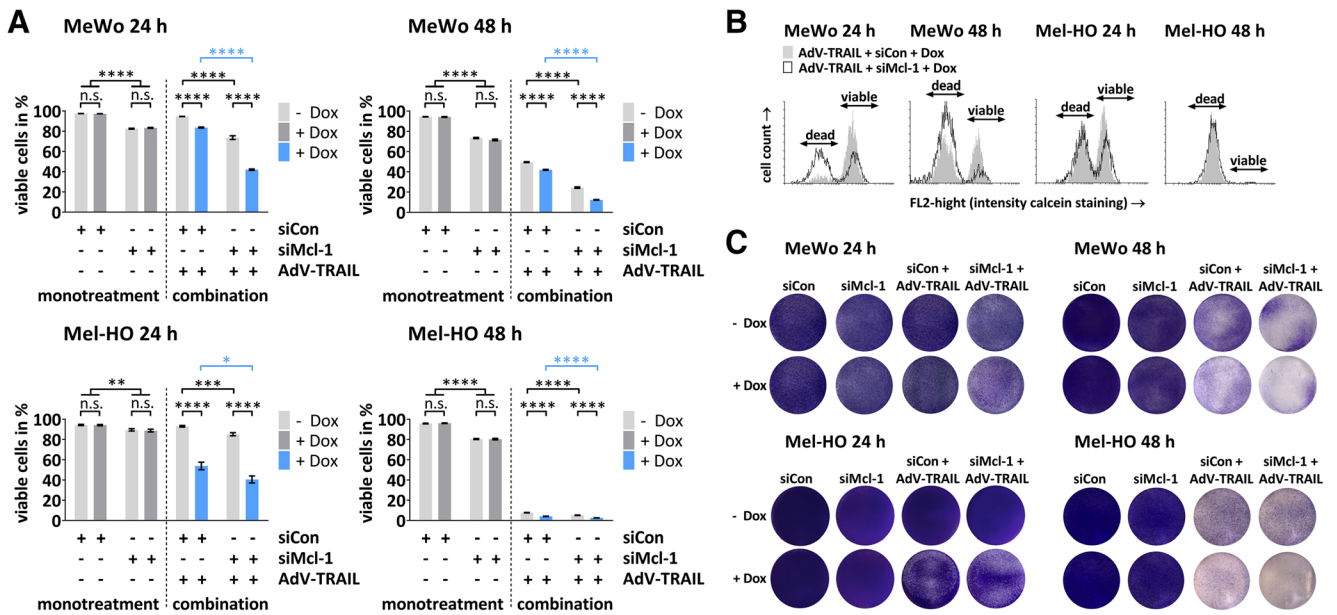 A
MeWo 24 h
****
****
****
n.s.
n.s.
****
****
viable cells in %
100
80
60
40
20
0
- Dox
+ Dox
+ Dox
+ + - - + + - - siCon
- - + + - - + + siMcl-1
- - - - + + + + AdV-TRAIL
monotreatment combination
MeWo 48 h
****
****
****
n.s.
n.s.
****
****
viable cells in %
100
80
60
40
20
0
- Dox
+ Dox
+ Dox
+ + - - + + - - siCon
- - + + - - + + siMcl-1
- - - - + + + + AdV-TRAIL
monotreatment combination
Mel-HO 24 h
*
**
***
n.s.
n.s.
****
****
viable cells in %
100
80
60
40
20
0
- Dox
+ Dox
+ Dox
+ + - - + + - - siCon
- - + + - - + + siMcl-1
- - - - + + + + AdV-TRAIL
monotreatment combination
Mel-HO 48 h
****
****
****
n.s.
n.s.
****
****
viable cells in %
100
80
60
40
20
0
- Dox
+ Dox
+ Dox
+ + - - + + - - siCon
- - + + - - + + siMcl-1
- - - - + + + + AdV-TRAIL
monotreatment combination
B
MeWo 24 h MeWo 48 h Mel-HO 24 h Mel-HO 48 h
AdV-TRAIL + siCon + Dox
AdV-TRAIL + siMcl-1 + Dox
cell count →
dead
viable
dead
viable
dead
viable
dead
viable
FL2-hight (intensity calcein staining) →
C
MeWo 24 h
siCon siMcl-1 siCon + AdV-TRAIL siMcl-1 + AdV-TRAIL
- Dox
+ Dox
MeWo 48 h
siCon siMcl-1 siCon + AdV-TRAIL siMcl-1 + AdV-TRAIL
Mel-HO 24 h
siCon siMcl-1 siCon + AdV-TRAIL siMcl-1 + AdV-TRAIL
- Dox
+ Dox
Mel-HO 48 h
siCon siMcl-1 siCon + AdV-TRAIL siMcl-1 + AdV-TRAIL